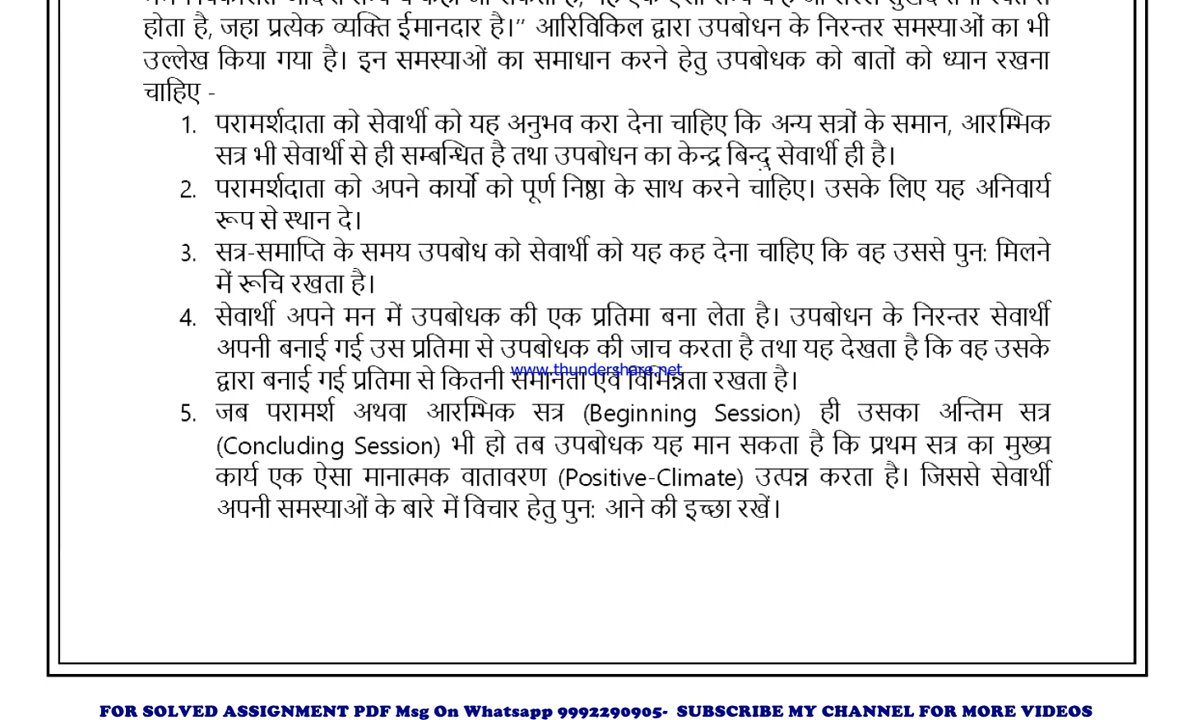 होता है, जहा प्रत्येक व्यक्ति ईमानदार है।” आरिविकिल द्वारा उपबोधन के निरन्तर समस्याओं का भी
उल्लेख किया गया है। इन समस्याओं का समाधान करने हेतु उपबोधक को बातों को ध्यान रखना
चाहिए -
1. परामर्शदाता को सेवार्थी को यह अनुभव करा देना चाहिए कि अन्य सत्रों के समान, आरम्भिक
सत्र भी सेवार्थी से ही सम्बन्धित है तथा उपबोधन का केन्द्र बिन्दु सेवार्थी ही है।
2. परामर्शदाता को अपने कार्यो को पूर्ण निष्ठा के साथ करने चाहिए। उसके लिए यह अनिवार्य
रूप से स्थान दे।
3. सत्र-समाप्ति के समय उपबोध को सेवार्थी को यह कह देना चाहिए कि वह उससे पुन: मिलने
में रूचि रखता है।
4. सेवार्थी अपने मन में उपबोधक की एक प्रतिमा बना लेता है। उपबोधन के निरन्तर सेवार्थी
अपनी बनाई गई उस प्रतिमा से उपबोधक की जाच करता है तथा यह देखता है कि वह उसके
www.thundershare.net
द्वारा बनाई गई प्रतिमा से कितनी समानता एवं विभिन्नता रखता है।
5. जब परामर्श अथवा आरम्भिक सत्र (Beginning Session) ही उसका अन्तिम सत्र
(Concluding Session) भी हो तब उपबोधक यह मान सकता है कि प्रथम सत्र का मुख्य
कार्य एक ऐसा मानात्मक वातावरण (Positive-Climate) उत्पन्न करता है। जिससे सेवार्थी
अपनी समस्याओं के बारे में विचार हेतु पुन: आने की इच्छा रखें।
FOR SOLVED ASSIGNMENT PDF Msg On Whatsapp 9992290905- SUBSCRIBE MY CHANNEL FOR MORE VIDEOS